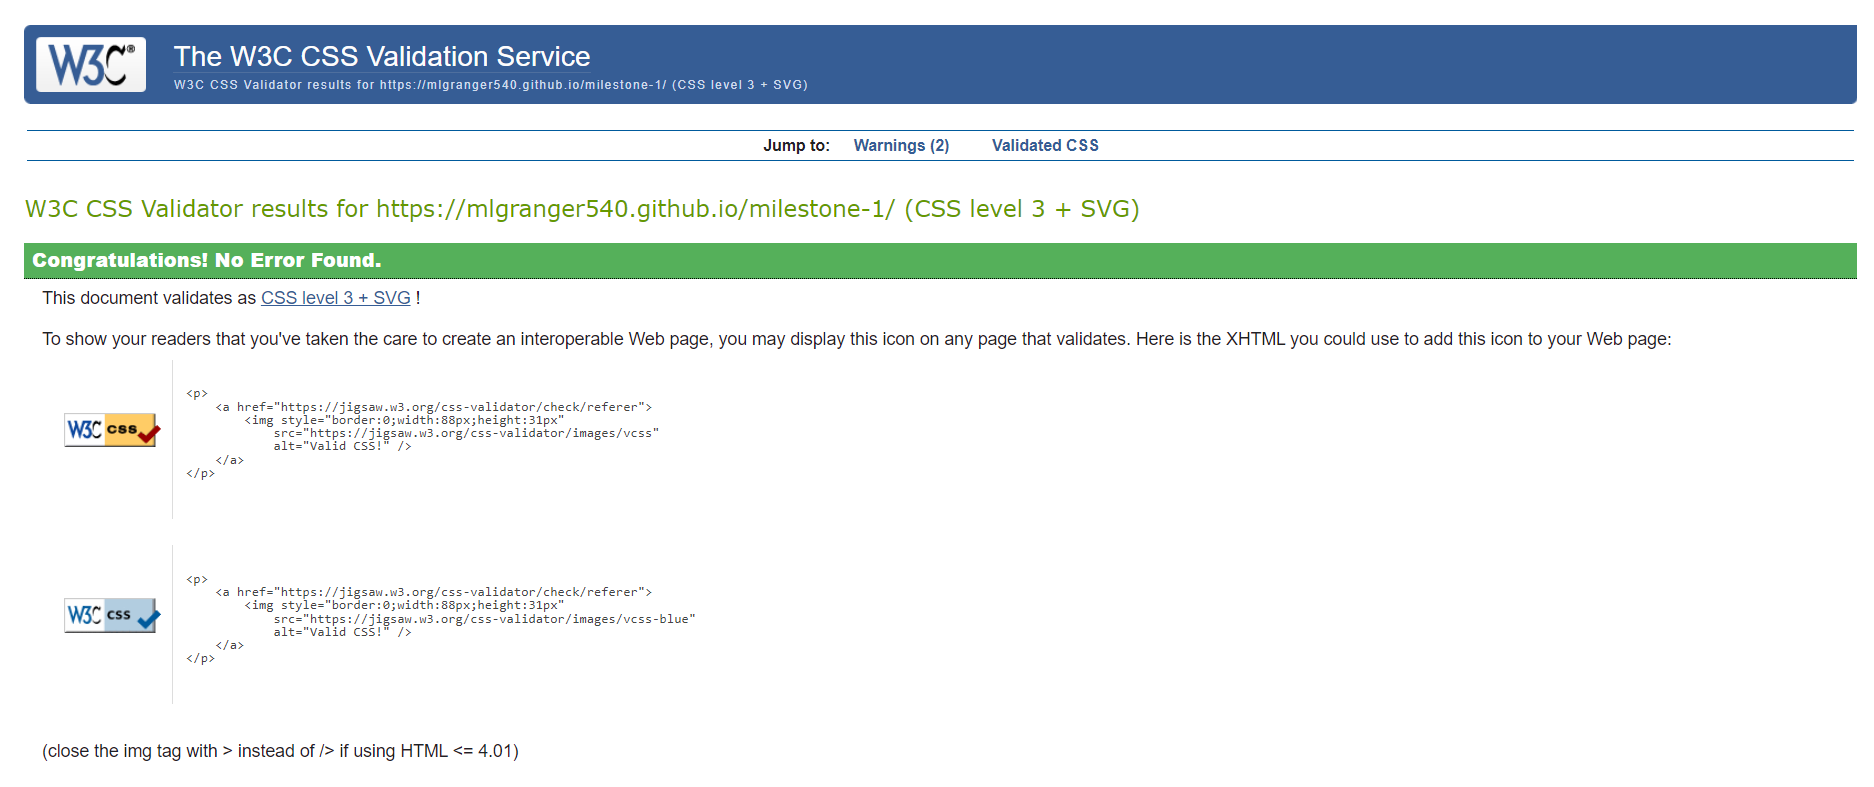 W3C®
The W3C CSS Validation Service
W3C CSS Validator results for https://mlgranger540.github.io/milestone-1/ (CSS level 3 + SVG)
Jump to: Warnings (2) Validated CSS
W3C CSS Validator results for https://mlgranger540.github.io/milestone-1/ (CSS level 3 + SVG)
Congratulations! No Error Found.
This document validates as CSS level 3 + SVG !
To show your readers that you've taken the care to create an interoperable Web page, you may display this icon on any page that validates. Here is the XHTML you could use to add this icon to your Web page:
W3C css
<p>
    <a href="https://jigsaw.w3.org/css-validator/check/referer">
        <img style="border:0;width:88px;height:31px"
            src="https://jigsaw.w3.org/css-validator/images/vcss"
            alt="Valid CSS!" />
    </a>
</p>
W3C css
<p>
    <a href="https://jigsaw.w3.org/css-validator/check/referer">
        <img style="border:0;width:88px;height:31px"
            src="https://jigsaw.w3.org/css-validator/images/vcss-blue"
            alt="Valid CSS!" />
    </a>
</p>
(close the img tag with > instead of /> if using HTML <= 4.01)